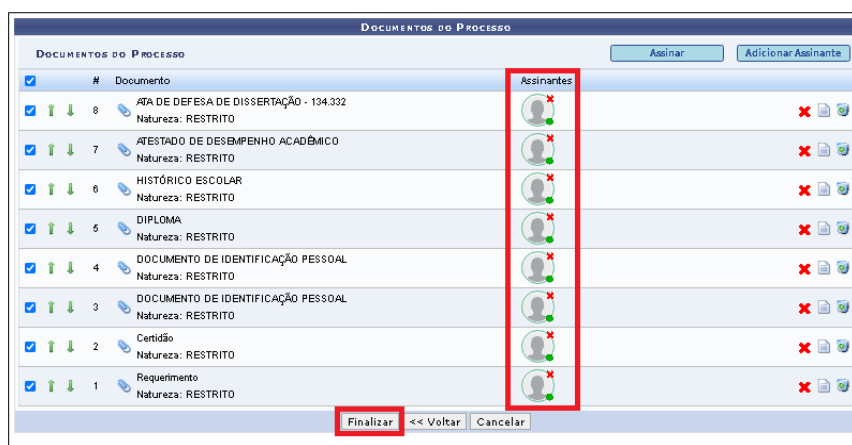 DOCUMENTOS DO PROCESSO
DOCUMENTOS DO PROCESSO Assinar Adicionar Assinante
# Documento Assinantes
8 ATA DE DEFESA DE DISSERTAÇÃO - 134.332
Natureza: RESTRITO
7 ATESTADO DE DESEMPENHO ACADÊMICO
Natureza: RESTRITO
6 HISTÓRICO ESCOLAR
Natureza: RESTRITO
5 DIPLOMA
Natureza: RESTRITO
4 DOCUMENTO DE IDENTIFICAÇÃO PESSOAL
Natureza: RESTRITO
3 DOCUMENTO DE IDENTIFICAÇÃO PESSOAL
Natureza: RESTRITO
2 Certidão
Natureza: RESTRITO
1 Requerimento
Natureza: RESTRITO
Finalizar << Voltar Cancelar